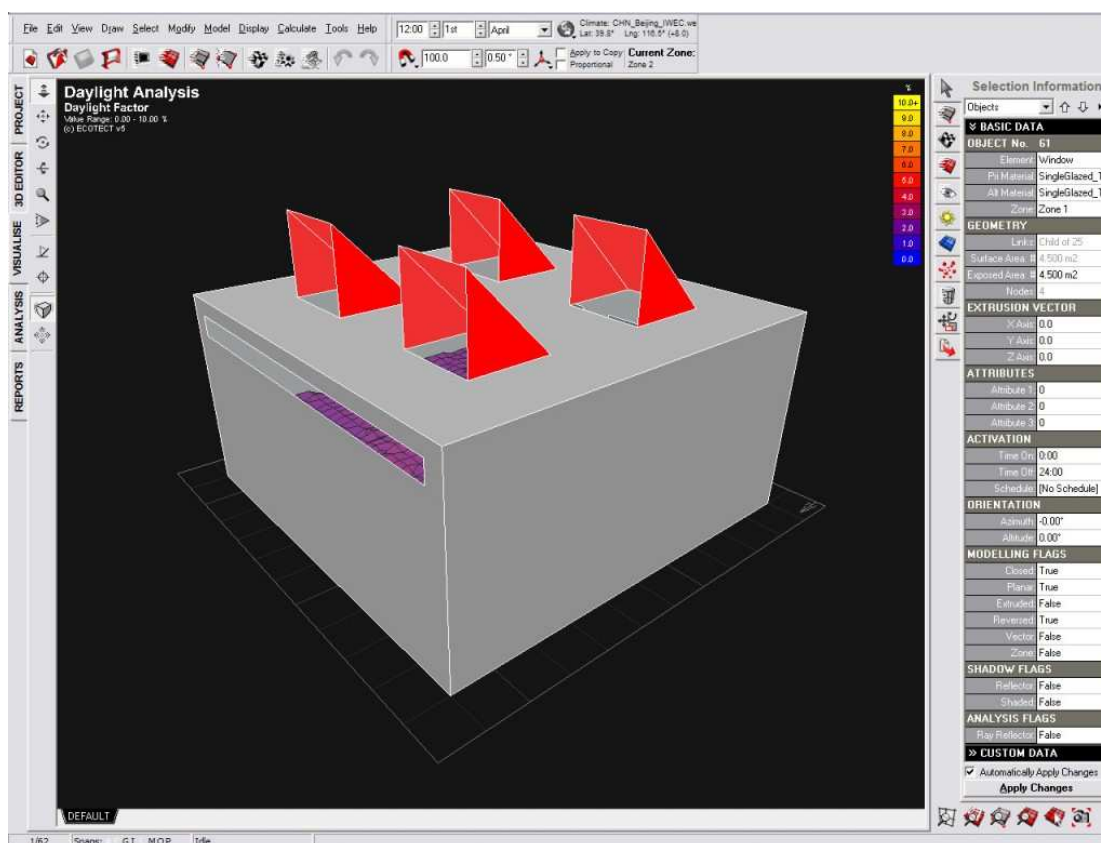 File Edit View Draw Select Modify Model Display Calculate Tools Help
12:00 1st April
Climate: CHN_Beijing_IWEC.we
Lat: 39.8° Lng: 116.5° (+8.0)
100.0 0.50 °
Apply to Copy
Proportional
Current Zone:
Zone 2
PROJECT
3D EDITOR
VISUALISE
ANALYSIS
REPORTS
Daylight Analysis
Daylight Factor
Value Range: 0.00 - 10.00 %
(c) ECOTECT v5
%
10.0+
9.0
8.0
7.0
6.0
5.0
4.0
3.0
2.0
1.0
0.0
DEFAULT
Selection Information
Objects
BASIC DATA
OBJECT No. 61
Element: Window
Pri Material: SingleGlazed_T
Alt Material: SingleGlazed_T
Zone: Zone 1
GEOMETRY
Links: Child of 25
Surface Area: # 4.500 m2
Exposed Area: # 4.500 m2
Nodes: 4
EXTRUSION VECTOR
X Axis: 0.0
Y Axis: 0.0
Z Axis: 0.0
ATTRIBUTES
Attribute 1: 0
Attribute 2: 0
Attribute 3: 0
ACTIVATION
Time On: 0:00
Time Off: 24:00
Schedule: [No Schedule]
ORIENTATION
Azimuth: -0.00°
Altitude: 0.00°
MODELLING FLAGS
Closed: True
Planar: True
Extruded: False
Reversed: True
Vector: False
Zone: False
SHADOW FLAGS
Reflector: False
Shaded: False
ANALYSIS FLAGS
Ray Reflector: False
CUSTOM DATA
Automatically Apply Changes
Apply Changes
1/62 Snaps: G I M O P Idle